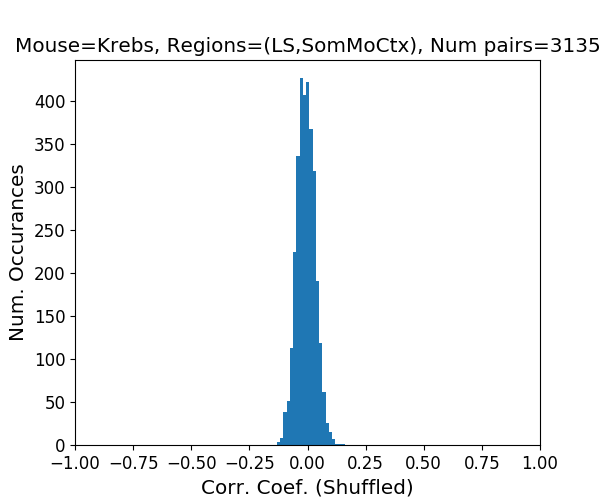 Mouse=Krebs, Regions=(LS,SomMoCtx), Num pairs=3135
400
350
300
250
200
150
100
50
0
Num. Occurances
−1.00 −0.75 −0.50 −0.25 0.00 0.25 0.50 0.75 1.00
Corr. Coef. (Shuffled)